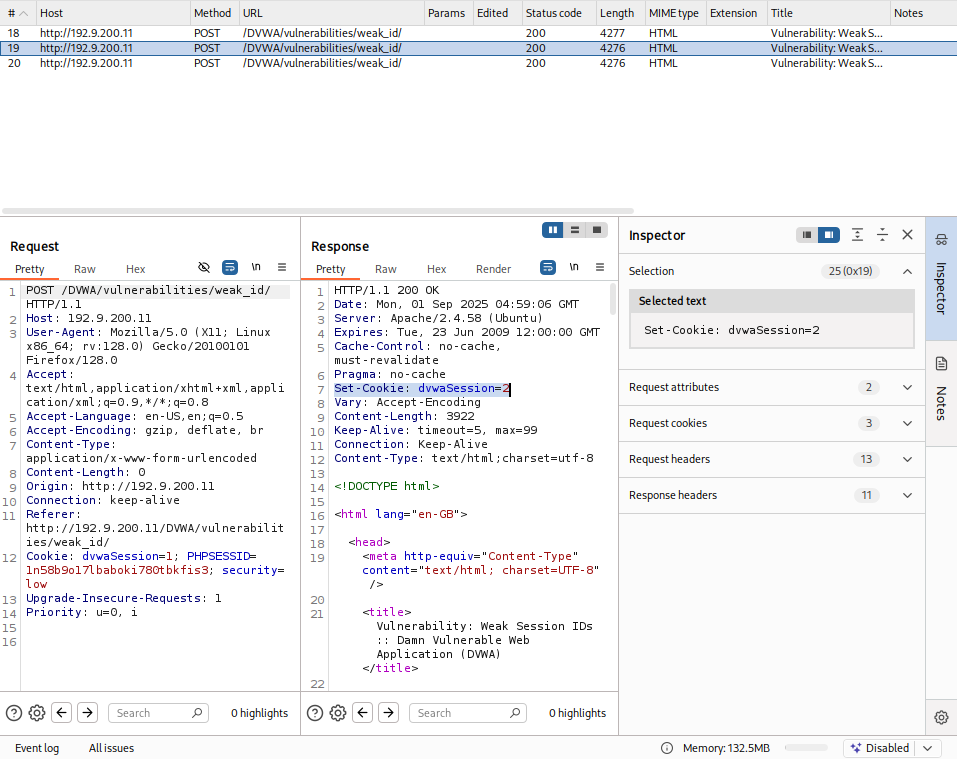 # Host Method URL Params Edited Status code Length MIME type Extension Title Notes
18 http://192.9.200.11 POST /DVWA/vulnerabilities/weak_id/ 200 4277 HTML Vulnerability: Weak S...
19 http://192.9.200.11 POST /DVWA/vulnerabilities/weak_id/ 200 4276 HTML Vulnerability: Weak S...
20 http://192.9.200.11 POST /DVWA/vulnerabilities/weak_id/ 200 4276 HTML Vulnerability: Weak S...
Request
Pretty Raw Hex \n
1 POST /DVWA/vulnerabilities/weak_id/
HTTP/1.1
2 Host: 192.9.200.11
3 User-Agent: Mozilla/5.0 (X11; Linux
x86_64; rv:128.0) Gecko/20100101
Firefox/128.0
4 Accept:
text/html,application/xhtml+xml,appli
cation/xml;q=0.9,*/*;q=0.8
5 Accept-Language: en-US,en;q=0.5
6 Accept-Encoding: gzip, deflate, br
7 Content-Type:
application/x-www-form-urlencoded
8 Content-Length: 0
9 Origin: http://192.9.200.11
10 Connection: keep-alive
11 Referer:
http://192.9.200.11/DVWA/vulnerabilit
ies/weak_id/
12 Cookie: dvwaSession=1; PHPSESSID=
1n58b9o17lbaboki780tbkfis3; security=
low
13 Upgrade-Insecure-Requests: 1
14 Priority: u=0, i
15
16
Search
0 highlights
Response
Pretty Raw Hex Render \n
1 HTTP/1.1 200 OK
2 Date: Mon, 01 Sep 2025 04:59:06 GMT
3 Server: Apache/2.4.58 (Ubuntu)
4 Expires: Tue, 23 Jun 2009 12:00:00 GMT
5 Cache-Control: no-cache,
must-revalidate
6 Pragma: no-cache
7 Set-Cookie: dvwaSession=2
8 Vary: Accept-Encoding
9 Content-Length: 3922
10 Keep-Alive: timeout=5, max=99
11 Connection: Keep-Alive
12 Content-Type: text/html;charset=utf-8
13
14 <!DOCTYPE html>
15
16 <html lang="en-GB">
17
18 <head>
19 <meta http-equiv="Content-Type"
content="text/html; charset=UTF-8"
/>
20
21 <title>
Vulnerability: Weak Session IDs
:: Damn Vulnerable Web
Application (DVWA)
</title>
22
Search
0 highlights
Inspector
Selection 25 (0x19)
Selected text
Set-Cookie: dvwaSession=2
Request attributes 2
Request cookies 3
Request headers 13
Response headers 11
Inspector
Notes
Event log All issues
Memory: 132.5MB
Disabled